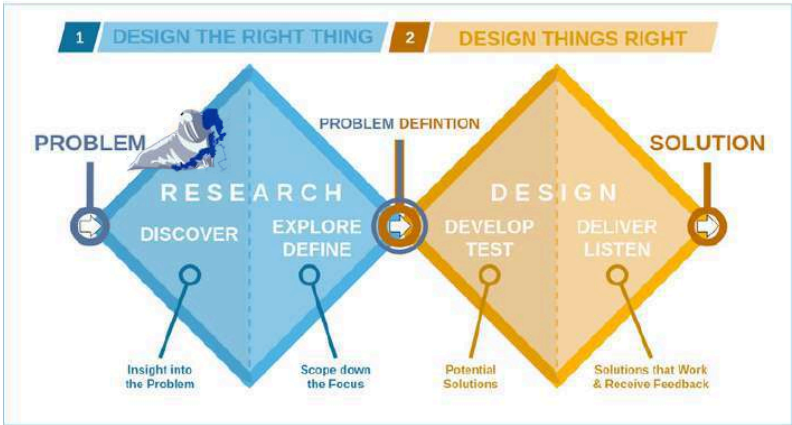 1 DESIGN THE RIGHT THING
2 DESIGN THINGS RIGHT
PROBLEM
PROBLEM DEFINTION
SOLUTION
RESEARCH
DISCOVER
EXPLORE
DEFINE
DESIGN
DEVELOP
TEST
DELIVER
LISTEN
Insight into
the Problem
Scope down
the Focus
Potential
Solutions
Solutions that Work
& Receive Feedback